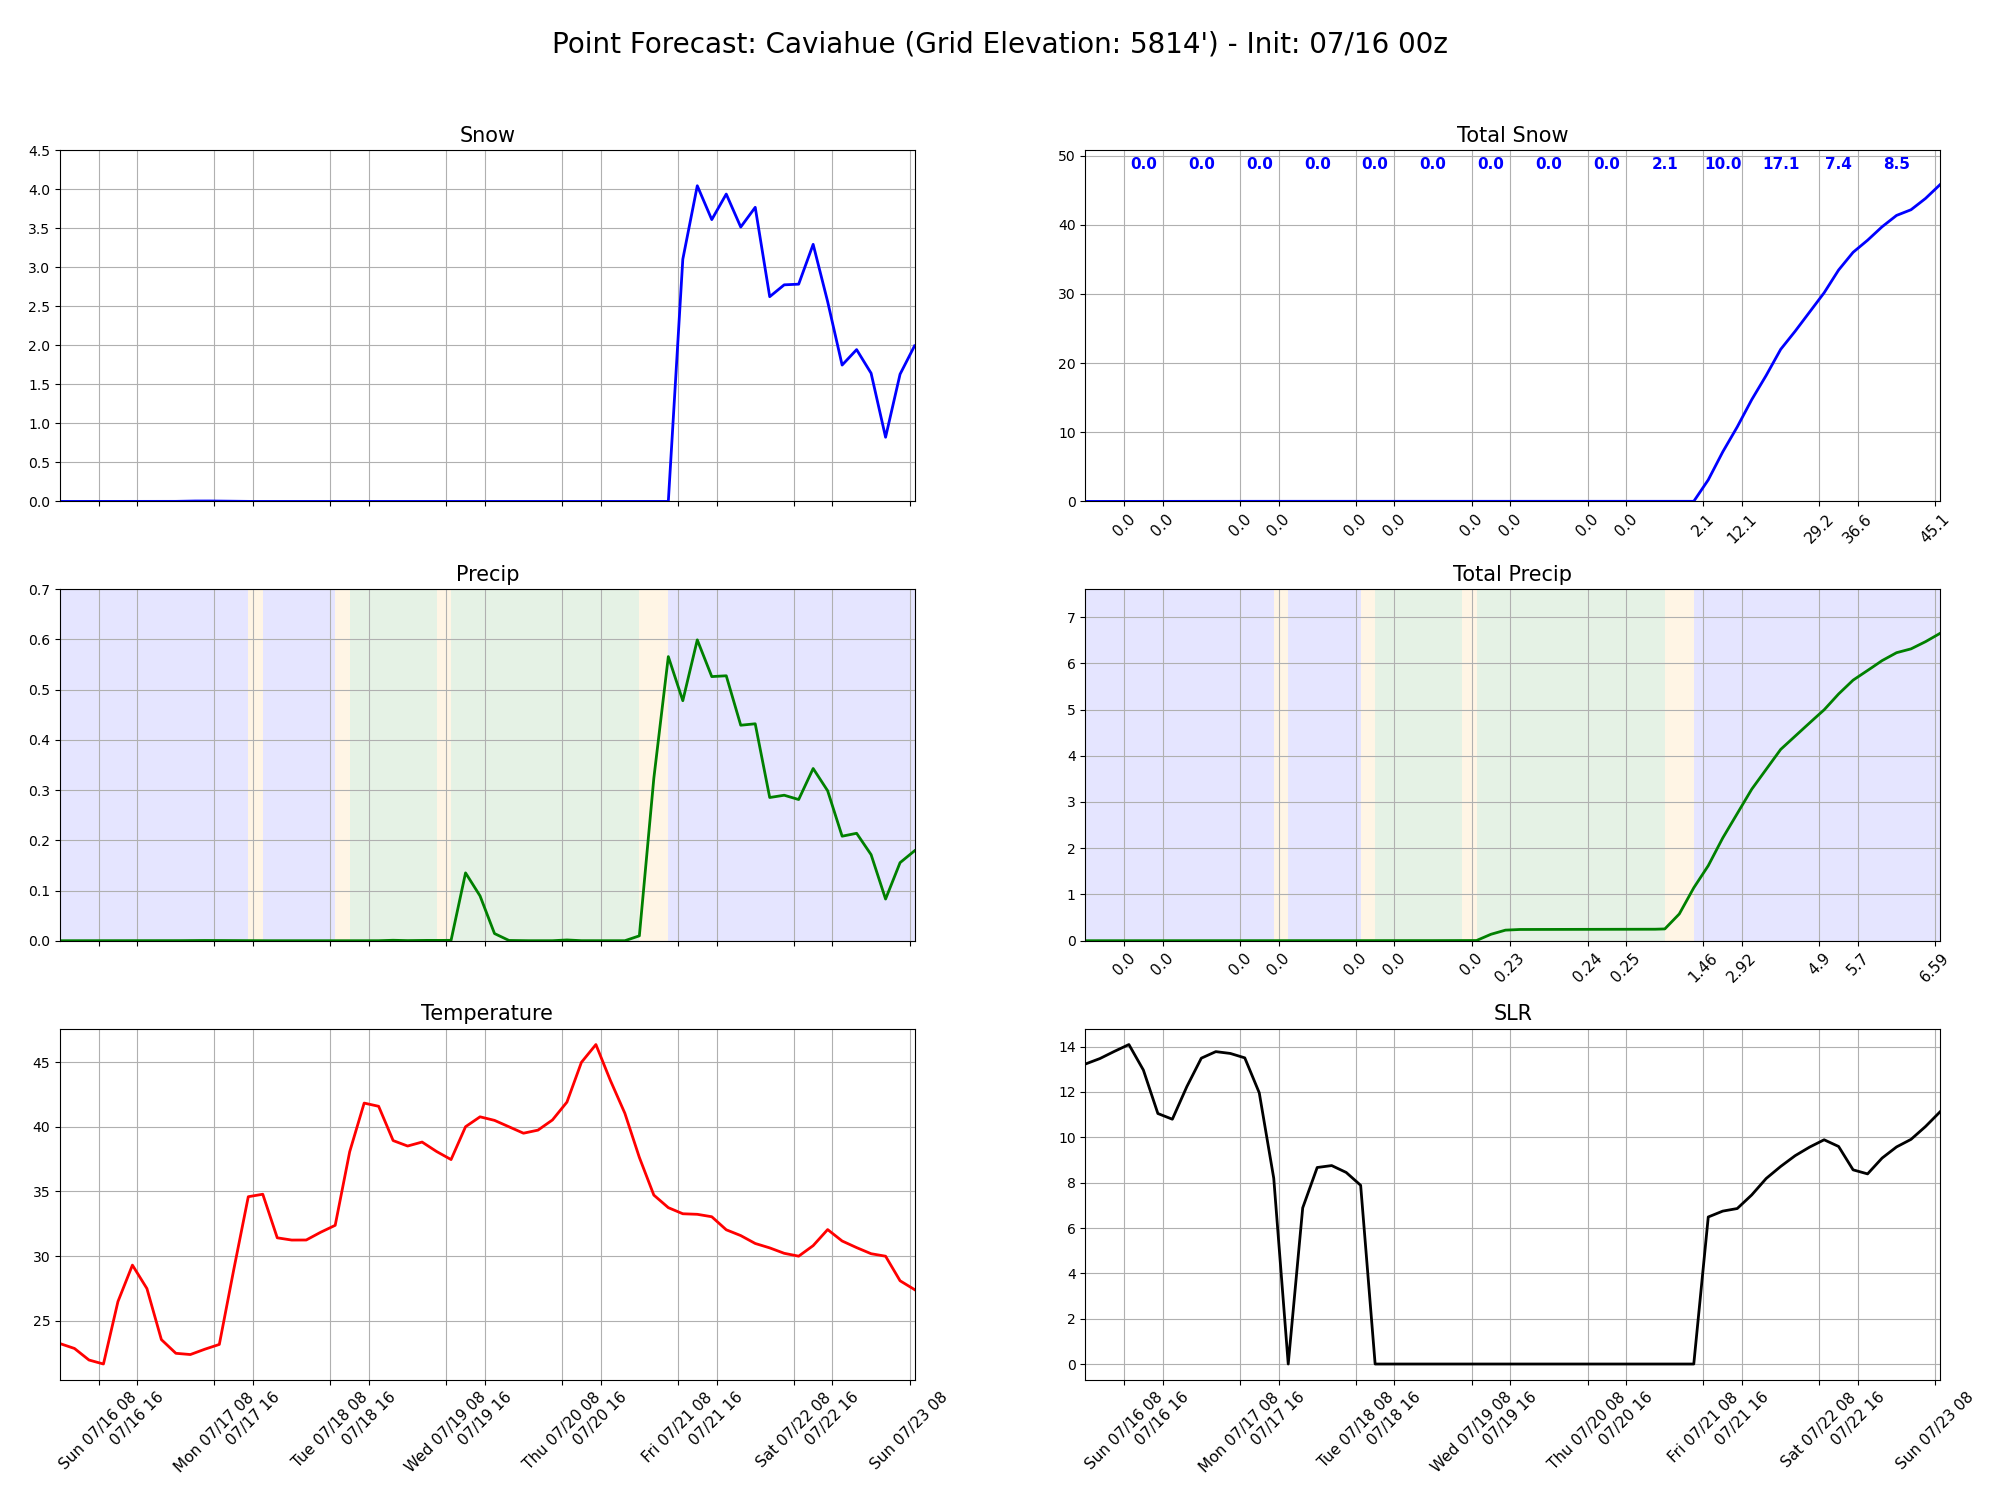 Point Forecast: Caviahue (Grid Elevation: 5814') - Init: 07/16 00z
Snow
4.5
4.0
3.5
3.0
2.5
2.0
1.5
1.0
0.5
0.0
Total Snow
50
40
30
20
10
0
0.0 0.0 0.0 0.0 0.0 0.0 0.0 0.0 0.0 2.1 10.0 17.1 7.4 8.5
0.0 0.0 0.0 0.0 0.0 0.0 0.0 0.0 0.0 0.0 2.1 12.1 29.2 36.6 45.1
Precip
0.7
0.6
0.5
0.4
0.3
0.2
0.1
0.0
Total Precip
7
6
5
4
3
2
1
0
0.0 0.0 0.0 0.0 0.0 0.0 0.0 0.23 0.24 0.25 1.46 2.92 4.9 5.7 6.59
Temperature
45
40
35
30
25
Sun 07/16 08
07/16 16
Mon 07/17 08
07/17 16
Tue 07/18 08
07/18 16
Wed 07/19 08
07/19 16
Thu 07/20 08
07/20 16
Fri 07/21 08
07/21 16
Sat 07/22 08
07/22 16
Sun 07/23 08
SLR
14
12
10
8
6
4
2
0
Sun 07/16 08
07/16 16
Mon 07/17 08
07/17 16
Tue 07/18 08
07/18 16
Wed 07/19 08
07/19 16
Thu 07/20 08
07/20 16
Fri 07/21 08
07/21 16
Sat 07/22 08
07/22 16
Sun 07/23 08